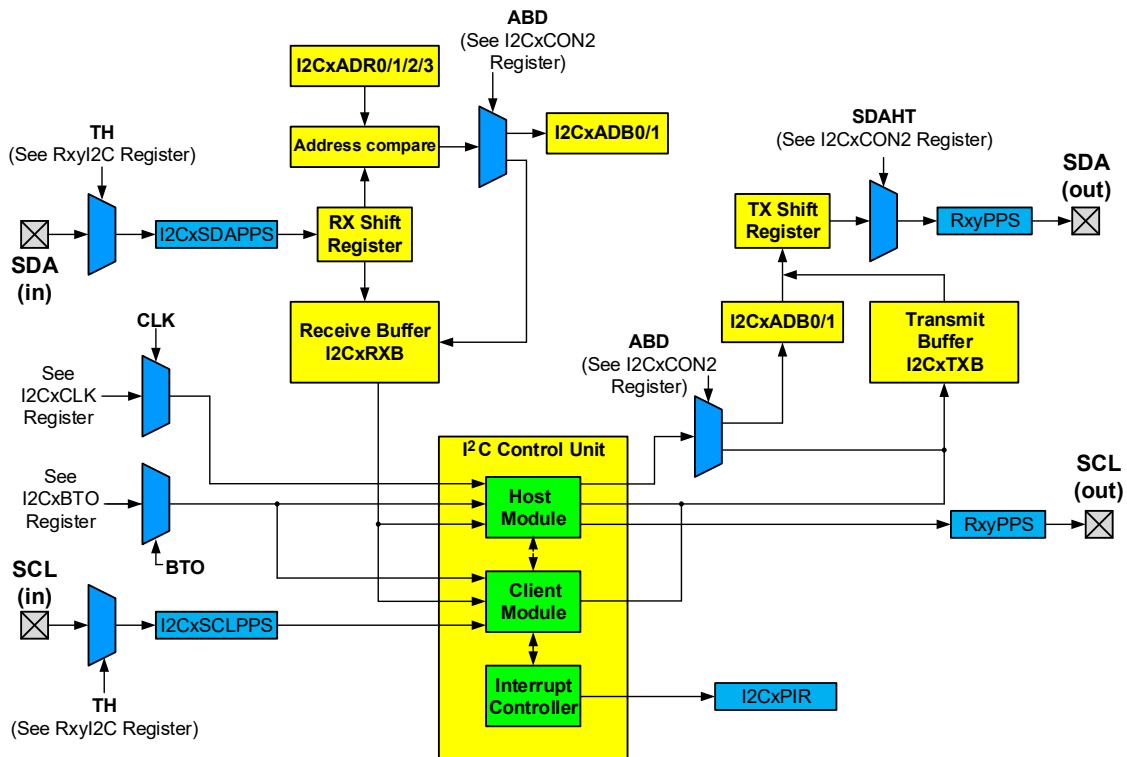 ABD
(See I2CxCON2
Register)
I2CxADR0/1/2/3
TH
(See RxyI2C Register)
Address compare
I2CxADB0/1
SDAHT
(See I2CxCON2 Register)
SDA
(out)
SDA
(in)
I2CxSDAPPS
RX Shift
Register
TX Shift
Register
RxyPPS
CLK
Receive Buffer
I2CxRXB
I2CxADB0/1
Transmit
Buffer
I2CxTXB
See
I2CxCLK
Register
ABD
(See I2CxCON2
Register)
I²C Control Unit
See
I2CxBTO
Register
Host
Module
SCL
(out)
RxyPPS
BTO
SCL
(in)
Client
Module
I2CxSCLPPS
TH
(See RxyI2C Register)
Interrupt
Controller
I2CxPIR